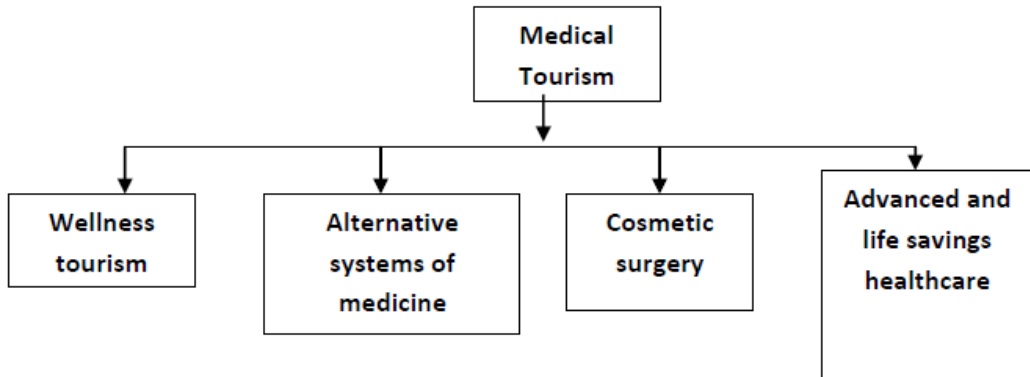 Medical
Tourism
Wellness
tourism
Alternative
systems of
medicine
Cosmetic
surgery
Advanced and
life savings
healthcare